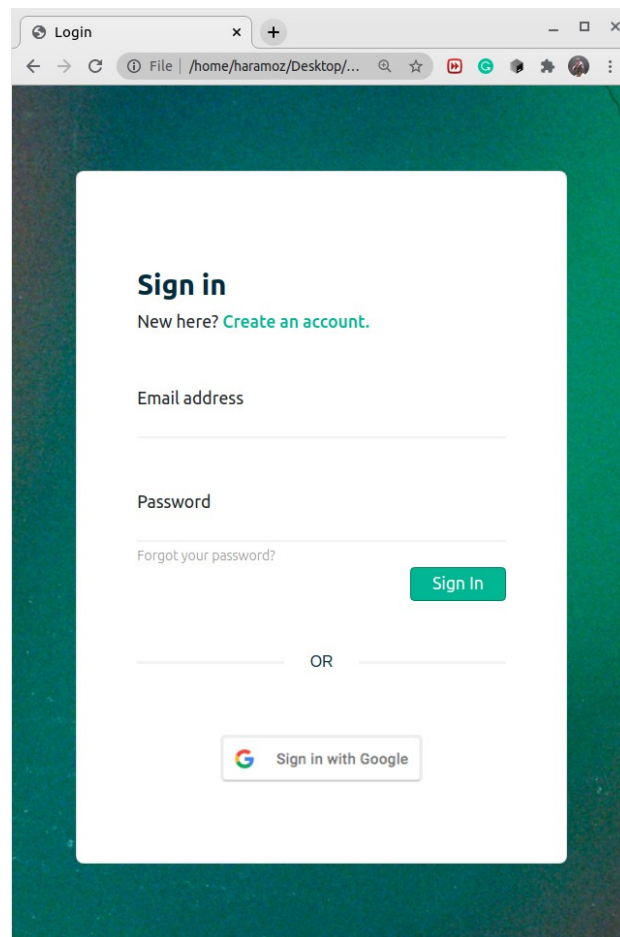 Login
File | /home/haramoz/Desktop/...
Sign in
New here? Create an account.
Email address
Password
Forgot your password?
Sign In
OR
Sign in with Google